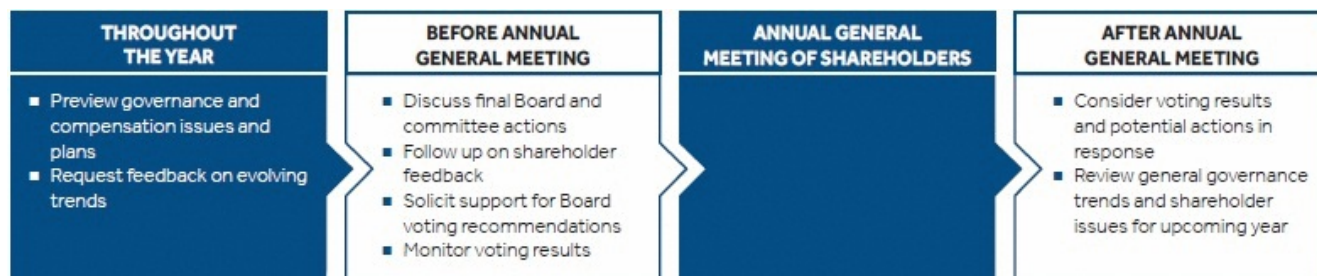 THROUGHOUT
THE YEAR
■ Preview governance and
compensation issues and
plans
■ Request feedback on evolving
trends
BEFORE ANNUAL
GENERAL MEETING
■ Discuss final Board and
committee actions
■ Follow up on shareholder
feedback
■ Solicit support for Board
voting recommendations
■ Monitor voting results
ANNUAL GENERAL
MEETING OF SHAREHOLDERS
AFTER ANNUAL
GENERAL MEETING
■ Consider voting results
and potential actions in
response
■ Review general governance
trends and shareholder
issues for upcoming year